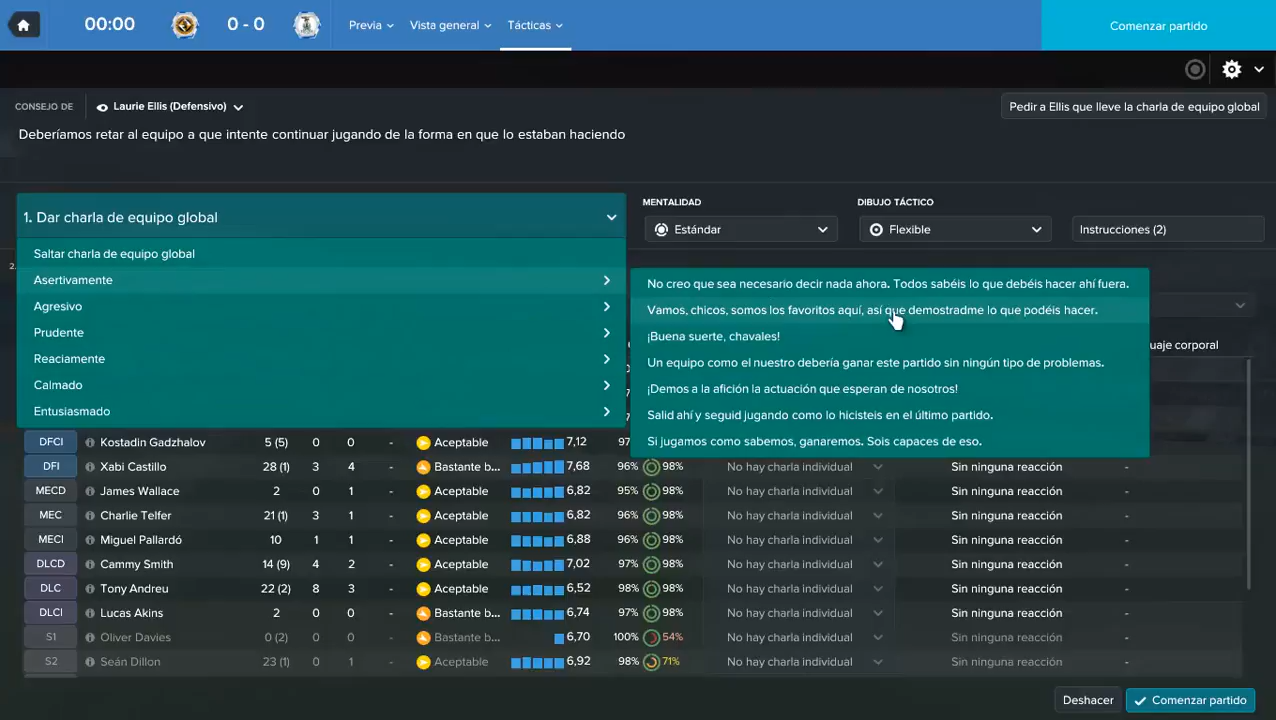 00:00 0 - 0 Previa Vista general Tácticas Comenzar partido
CONSEJO DE Laurie Ellis (Defensivo) Pedir a Ellis que lleve la charla de equipo global
Deberíamos retar al equipo a que intente continuar jugando de la forma en que lo estaban haciendo
MENTALIDAD DIBUJO TÁCTICO
1. Dar charla de equipo global Estándar Flexible Instrucciones (2)
Saltar charla de equipo global
2.
Asertivamente
Agresivo
Prudente
Reaciamente
Calmado
Entusiasmado
No creo que sea necesario decir nada ahora. Todos sabéis lo que debéis hacer ahí fuera.
Vamos, chicos, somos los favoritos aquí, así que demostradme lo que podéis hacer.
¡Buena suerte, chavales!
Un equipo como el nuestro debería ganar este partido sin ningún tipo de problemas.
¡Demos a la afición la actuación que esperan de nosotros!
Salid ahí y seguid jugando como lo hicisteis en el último partido.
Si jugamos como sabemos, ganaremos. Sois capaces de eso.
uaje corporal
DFCI Kostadin Gadzhalov 5 (5) 0 0 - Aceptable 7,12
DFI Xabi Castillo 28 (1) 3 4 - Bastante b... 7,68 96% 98% No hay charla individual Sin ninguna reacción -
MECD James Wallace 2 0 1 - Aceptable 6,82 95% 98% No hay charla individual Sin ninguna reacción -
MEC Charlie Telfer 21 (1) 3 1 - Aceptable 6,82 96% 98% No hay charla individual Sin ninguna reacción -
MECI Miguel Pallardó 10 1 1 - Aceptable 6,88 96% 98% No hay charla individual Sin ninguna reacción -
DLCD Cammy Smith 14 (9) 4 2 - Aceptable 7,02 97% 98% No hay charla individual Sin ninguna reacción -
DLC Tony Andreu 22 (2) 8 3 - Aceptable 6,52 98% 98% No hay charla individual Sin ninguna reacción -
DLCI Lucas Akins 2 0 0 - Bastante b... 6,74 97% 98% No hay charla individual Sin ninguna reacción -
S1 Oliver Davies 0 (2) 0 0 - Bastante b... 6,70 100% 54% No hay charla individual Sin ninguna reacción -
S2 Seán Dillon 23 (1) 0 1 - Aceptable 6,92 98% 71% No hay charla individual Sin ninguna reacción -
Deshacer Comenzar partido